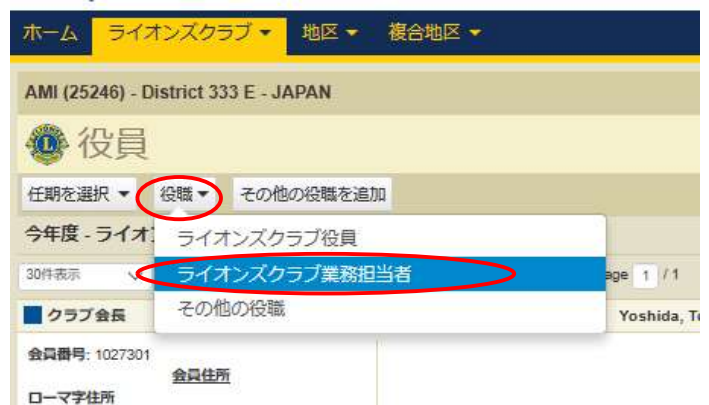 ホーム ライオンズクラブ 地区 複合地区
AMI (25246) - District 333 E - JAPAN
役員
任期を選択 役職 その他の役職を追加
今年度 - ライオ
ライオンズクラブ役員
30件表示
ライオンズクラブ業務担当者
age 1 / 1
その他の役職
クラブ会長
Yoshida, T
会員番号: 1027301
会員住所
ローマ字住所